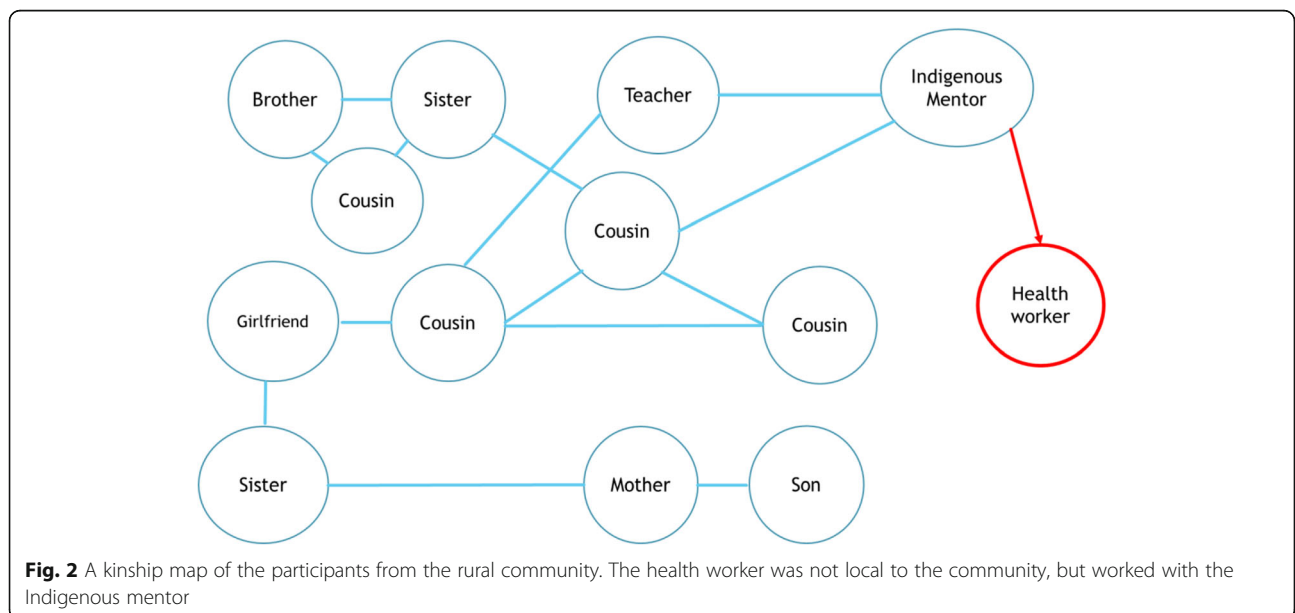 Brother
Sister
Teacher
Indigenous
Mentor
Cousin
Cousin
Girlfriend
Cousin
Cousin
Health
worker
Sister
Mother
Son
Fig. 2 A kinship map of the participants from the rural community. The health worker was not local to the community, but worked with the
Indigenous mentor